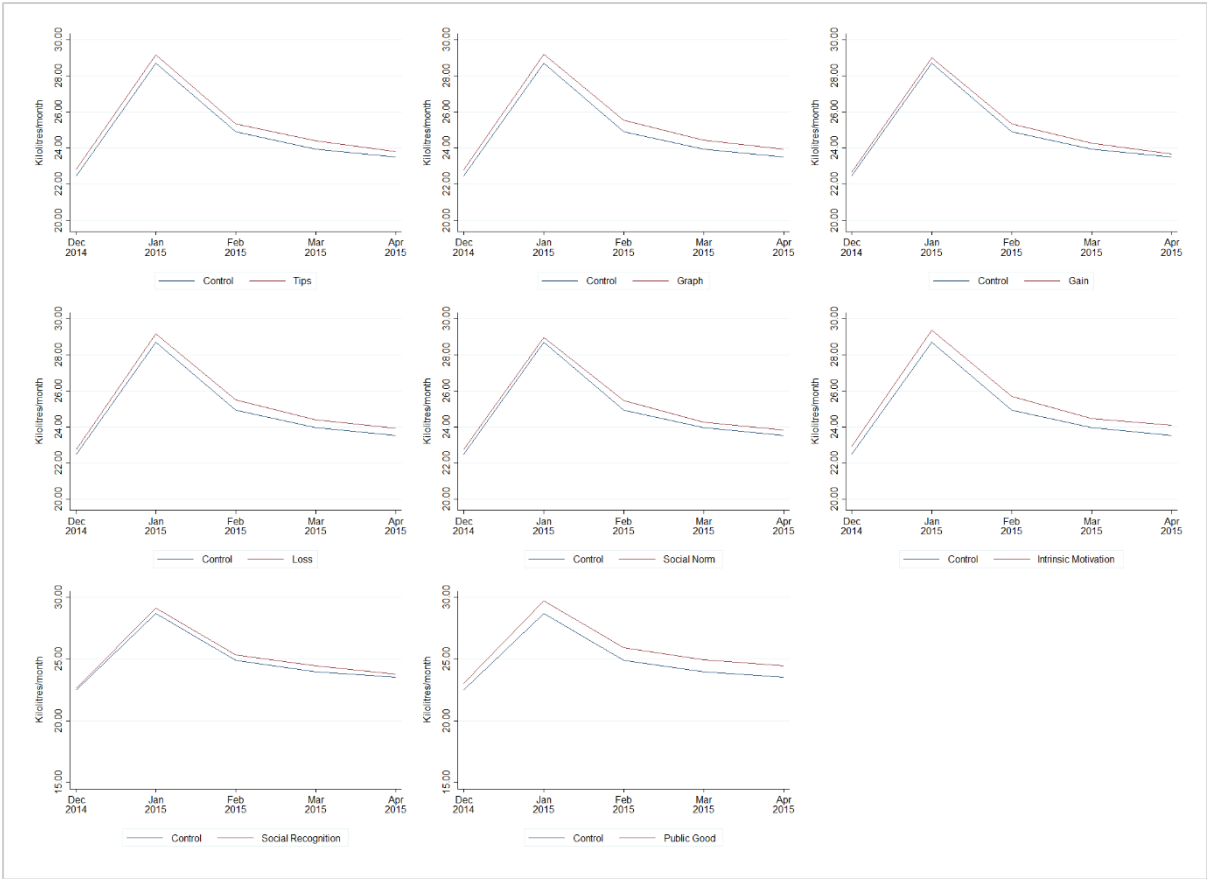 Kilolitres/month
30.00
28.00
26.00
24.00
22.00
20.00
Dec Jan Feb Mar Apr
2014 2015 2015 2015 2015
Control Tips
Kilolitres/month
30.00
28.00
26.00
24.00
22.00
20.00
Dec Jan Feb Mar Apr
2014 2015 2015 2015 2015
Control Graph
Kilolitres/month
30.00
28.00
26.00
24.00
22.00
20.00
Dec Jan Feb Mar Apr
2014 2015 2015 2015 2015
Control Gain
Kilolitres/month
30.00
28.00
26.00
24.00
22.00
20.00
Dec Jan Feb Mar Apr
2014 2015 2015 2015 2015
Control Loss
Kilolitres/month
30.00
28.00
26.00
24.00
22.00
20.00
Dec Jan Feb Mar Apr
2014 2015 2015 2015 2015
Control Social Norm
Kilolitres/month
30.00
28.00
26.00
24.00
22.00
20.00
Dec Jan Feb Mar Apr
2014 2015 2015 2015 2015
Control Intrinsic Motivation
Kilolitres/month
30.00
25.00
20.00
15.00
Dec Jan Feb Mar Apr
2014 2015 2015 2015 2015
Control Social Recognition
Kilolitres/month
30.00
25.00
20.00
15.00
Dec Jan Feb Mar Apr
2014 2015 2015 2015 2015
Control Public Good